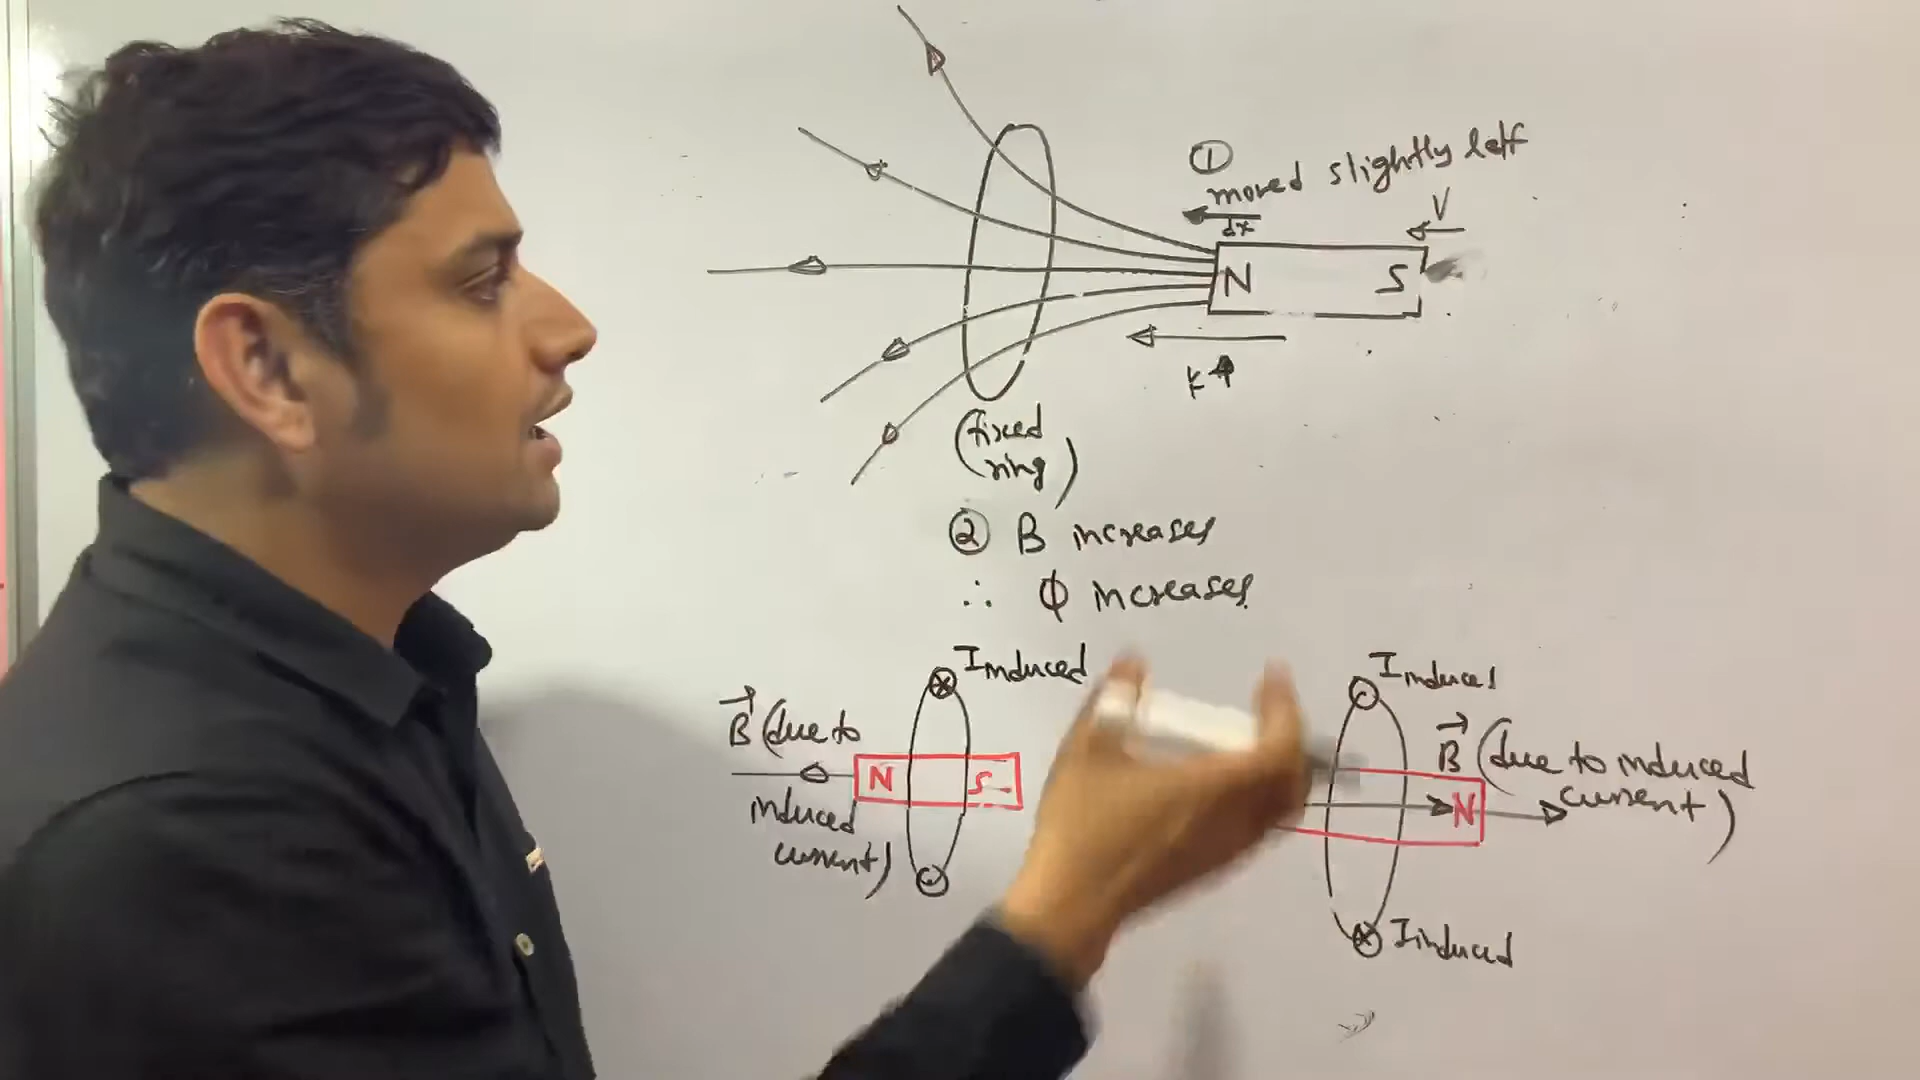 ①
moved slightly left
dx
V
N S
K↑
(fixed
ring)
② B increases
∴ ϕ increases
Induced
B (due to
N S
induced
current)
Induced
B (due to induced
current)
N
Induced